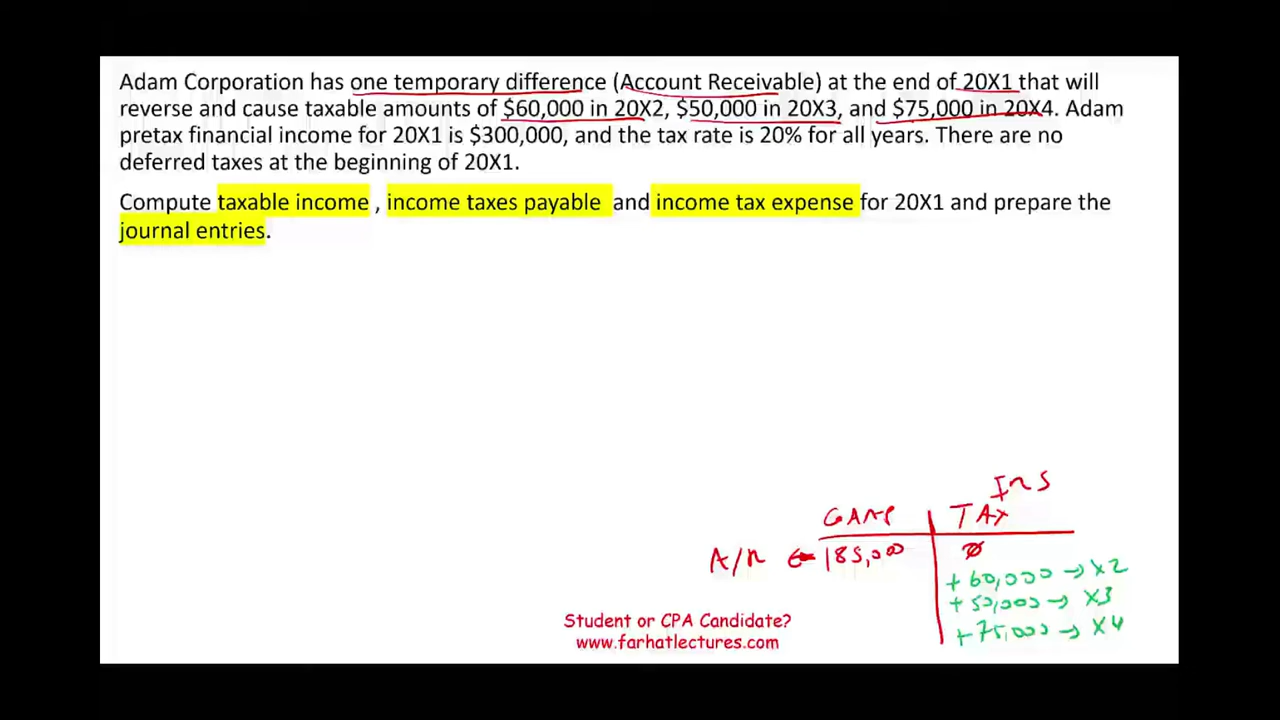 Adam Corporation has one temporary difference (Account Receivable) at the end of 20X1 that will
reverse and cause taxable amounts of $60,000 in 20X2, $50,000 in 20X3, and $75,000 in 20X4. Adam
pretax financial income for 20X1 is $300,000, and the tax rate is 20% for all years. There are no
deferred taxes at the beginning of 20X1.
Compute taxable income , income taxes payable and income tax expense for 20X1 and prepare the
journal entries.
IRS
GAAP TAX
A/R ← 185,000 0
+60,000 → X2
+50,000 → X3
+75,000 → X4
Student or CPA Candidate?
www.farhatlectures.com